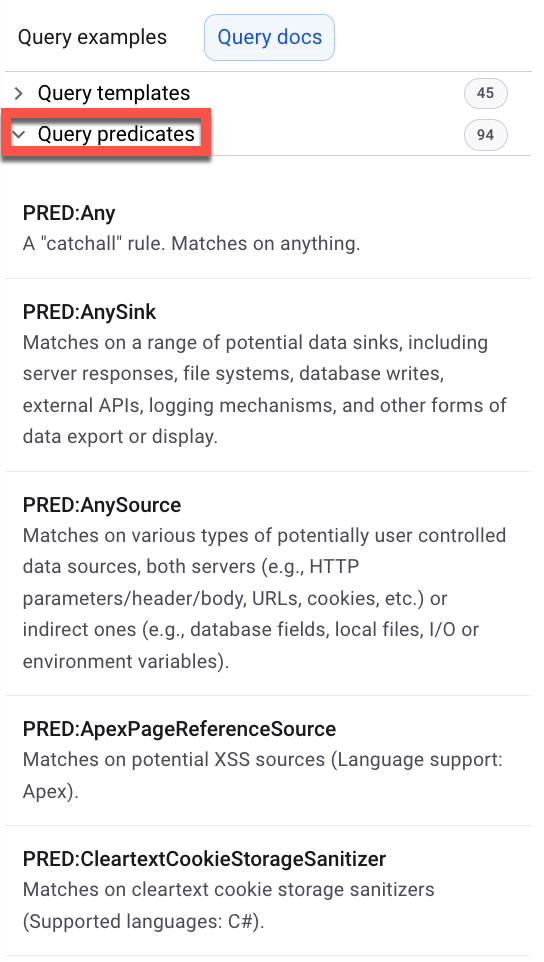 Query examples
Query docs
Query templates
45
Query predicates
94
PRED:Any
A "catchall" rule. Matches on anything.
PRED:AnySink
Matches on a range of potential data sinks, including
server responses, file systems, database writes,
external APIs, logging mechanisms, and other forms of
data export or display.
PRED:AnySource
Matches on various types of potentially user controlled
data sources, both servers (e.g., HTTP
parameters/header/body, URLs, cookies, etc.) or
indirect ones (e.g., database fields, local files, I/O or
environment variables).
PRED:ApexPageReferenceSource
Matches on potential XSS sources (Language support:
Apex).
PRED:CleartextCookieStorageSanitizer
Matches on cleartext cookie storage sanitizers
(Supported languages: C#).